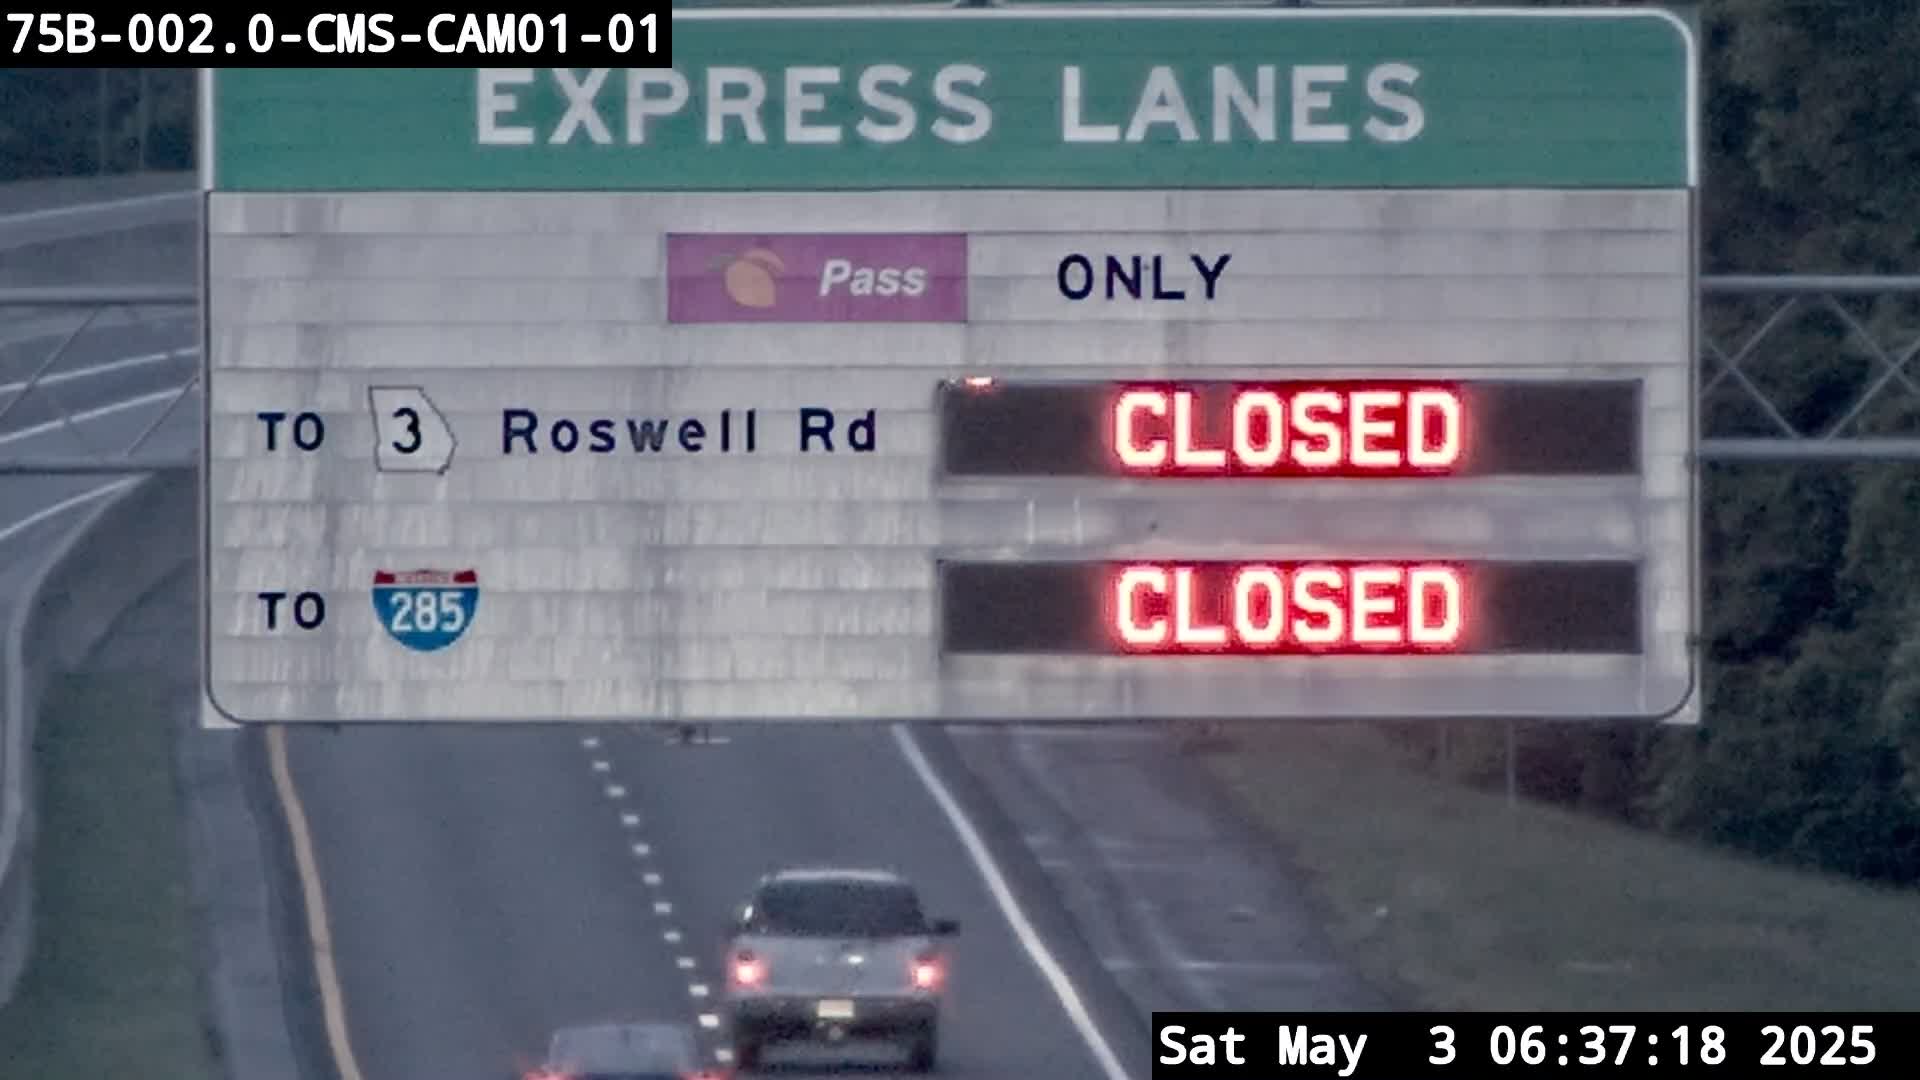 75B-002.0-CMS-CAM01-01
EXPRESS LANES
Pass ONLY
TO 3 Roswell Rd CLOSED
TO 285 CLOSED
Sat May 3 06:37:18 2025